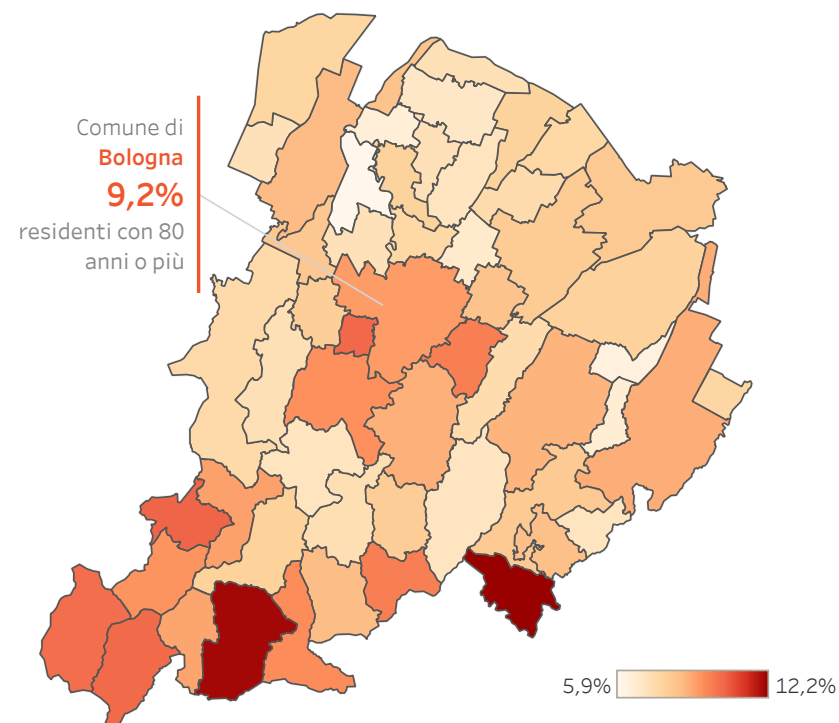 Comune di
Bologna
9,2%
residenti con 80
anni o più
5,9% 12,2%